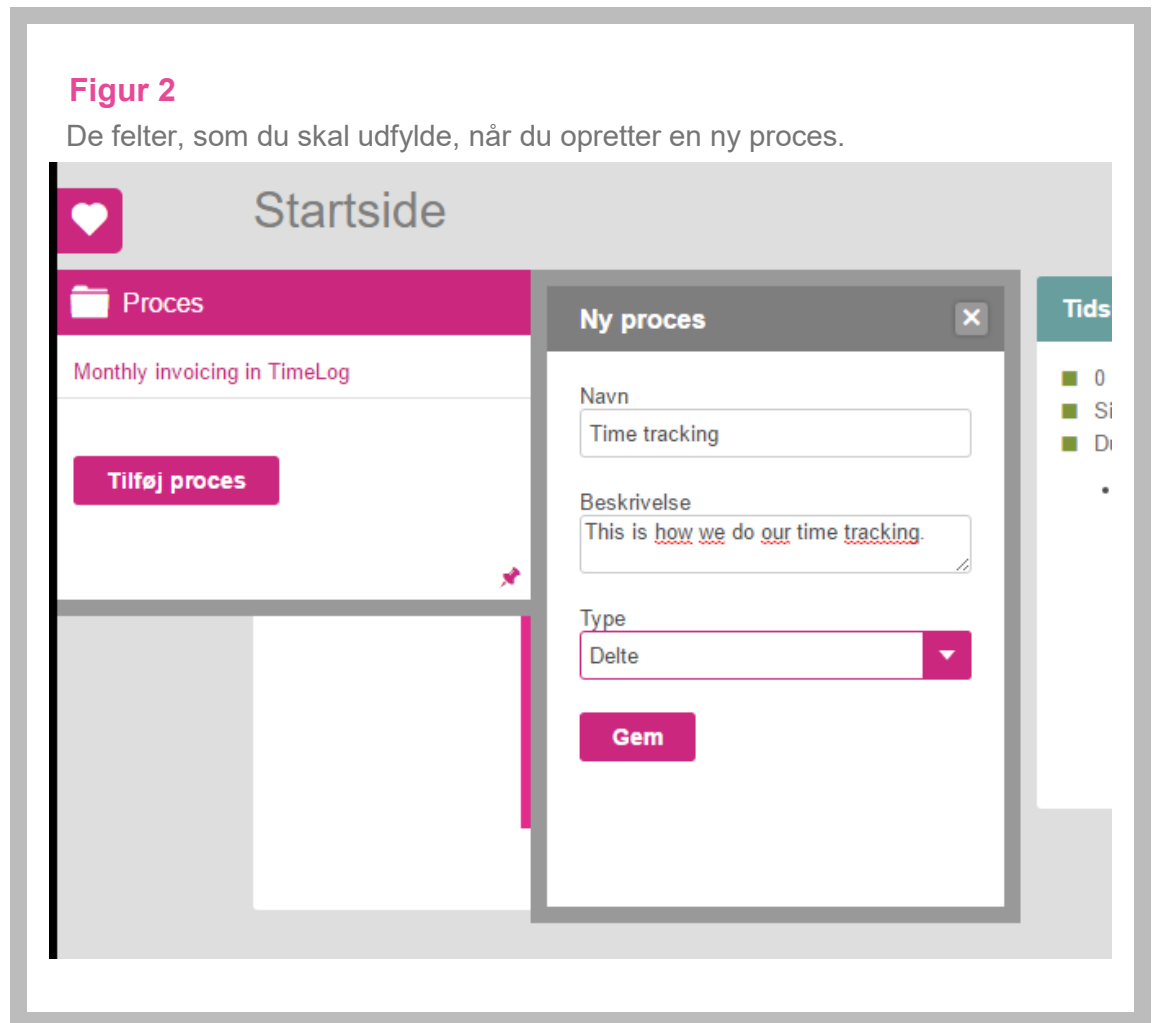 Figur 2
De felter, som du skal udfylde, når du opretter en ny proces.
Startside
Proces
Monthly invoicing in TimeLog
Tilføj proces
Ny proces
Navn
Time tracking
Beskrivelse
This is how we do our time tracking.
Type
Delte
Gem
Tids
0
Si